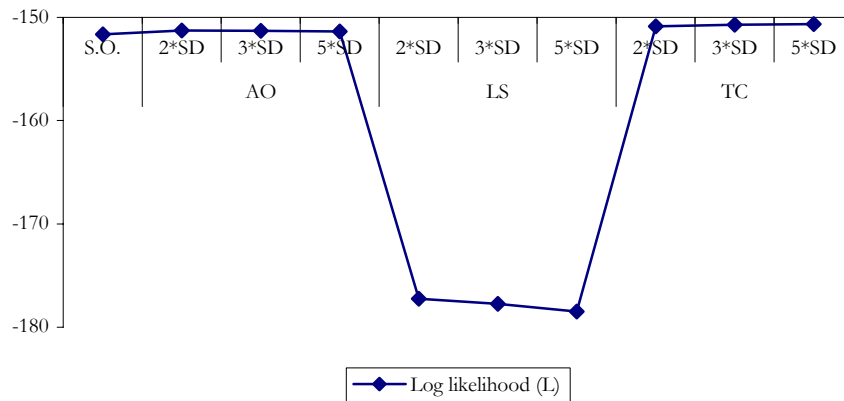 -150
S.O. 2*SD 3*SD 5*SD 2*SD 3*SD 5*SD 2*SD 3*SD 5*SD
AO LS TC
-160
-170
-180
Log likelihood (L)